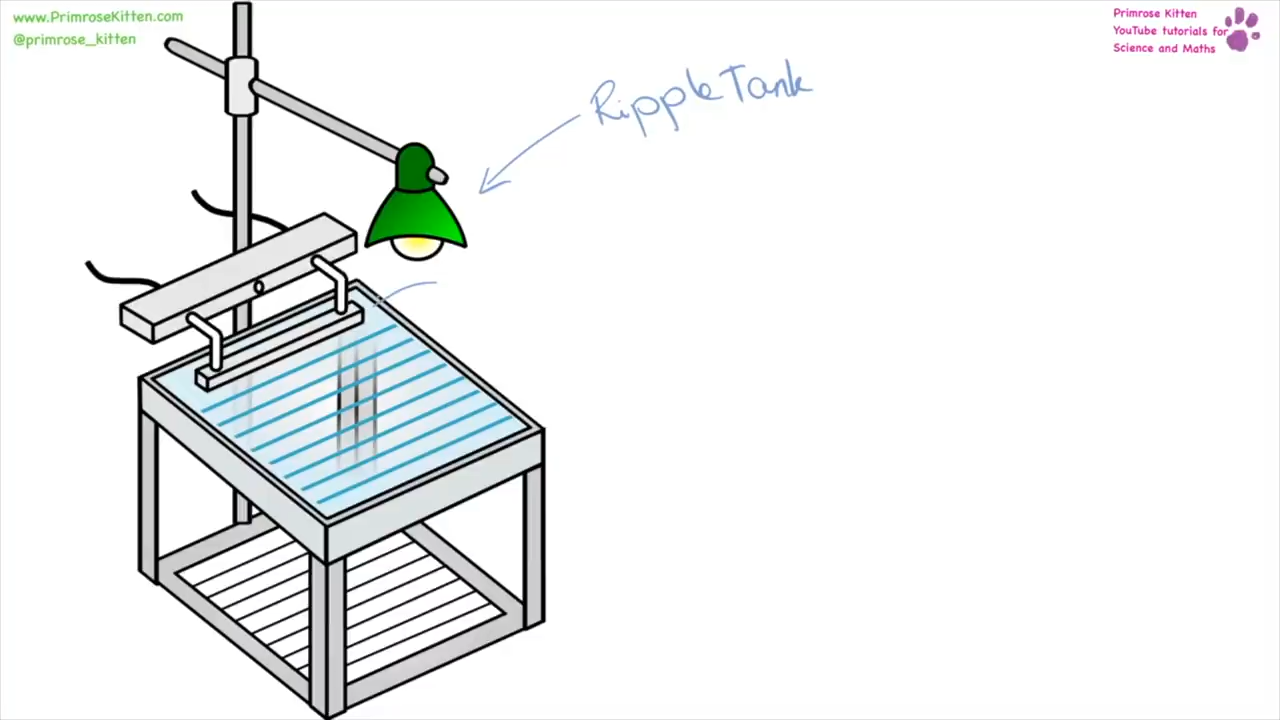 www.PrimroseKitten.com
@primrose_kitten
Primrose Kitten
YouTube tutorials for
Science and Maths
Ripple Tank